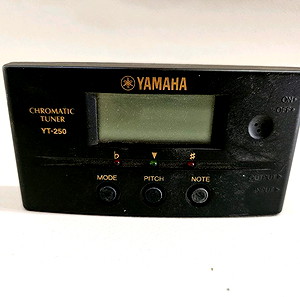 YAMAHA
CHROMATIC
TUNER
YT-250
ON
OFF
♭ ▼ ♯
MODE PITCH NOTE